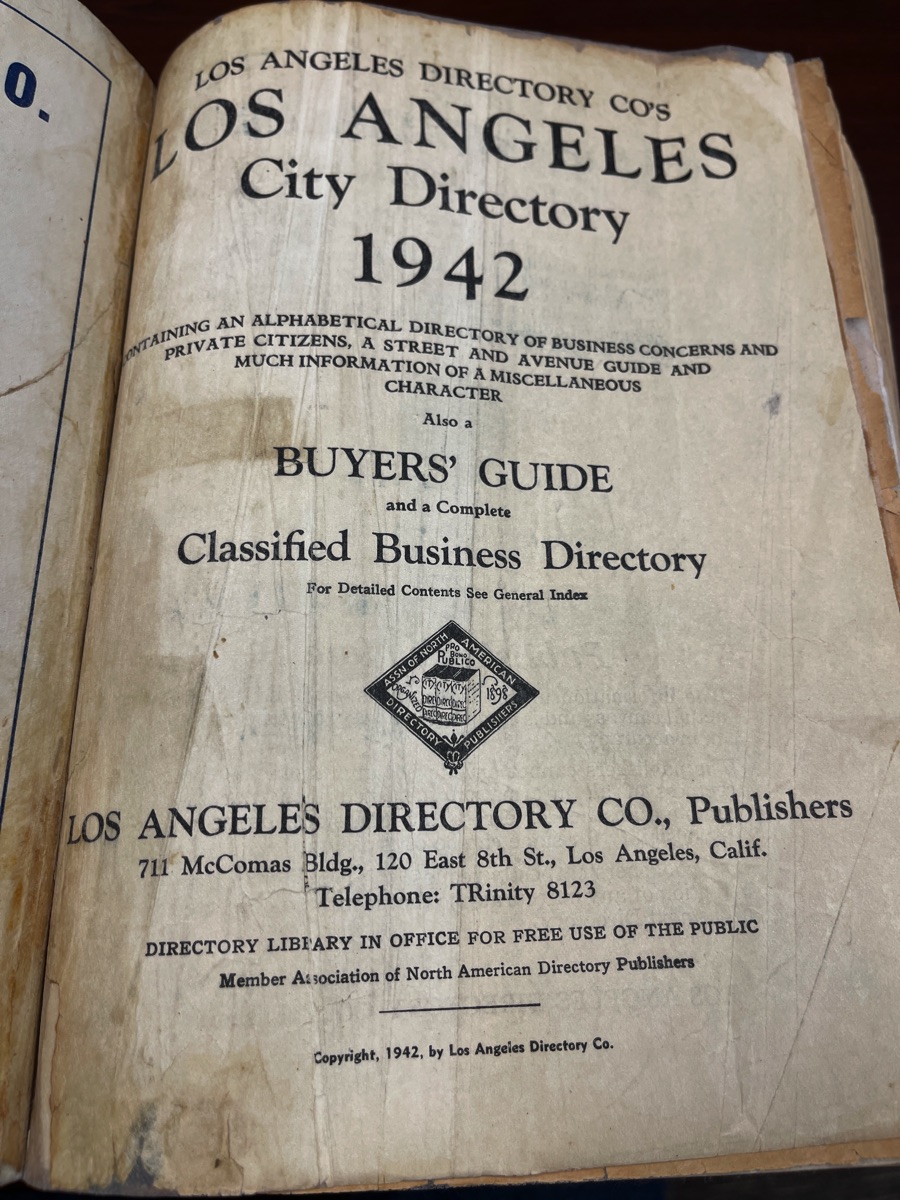 O.
LOS ANGELES DIRECTORY CO'S
LOS ANGELES
City Directory
1942
CONTAINING AN ALPHABETICAL DIRECTORY OF BUSINESS CONCERNS AND
PRIVATE CITIZENS, A STREET AND AVENUE GUIDE AND
MUCH INFORMATION OF A MISCELLANEOUS
CHARACTER
Also a
BUYERS' GUIDE
and a Complete
Classified Business Directory
For Detailed Contents See General Index
ASSN OF NORTH AMERICAN
PRO
BONO
PUBLICO
ORGANIZED 1898
CITY CITY CITY
DIRECTORY PUBLISHERS
LOS ANGELES DIRECTORY CO., Publishers
711 McComas Bldg., 120 East 8th St., Los Angeles, Calif.
Telephone: TRinity 8123
DIRECTORY LIBRARY IN OFFICE FOR FREE USE OF THE PUBLIC
Member Association of North American Directory Publishers
Copyright, 1942, by Los Angeles Directory Co.